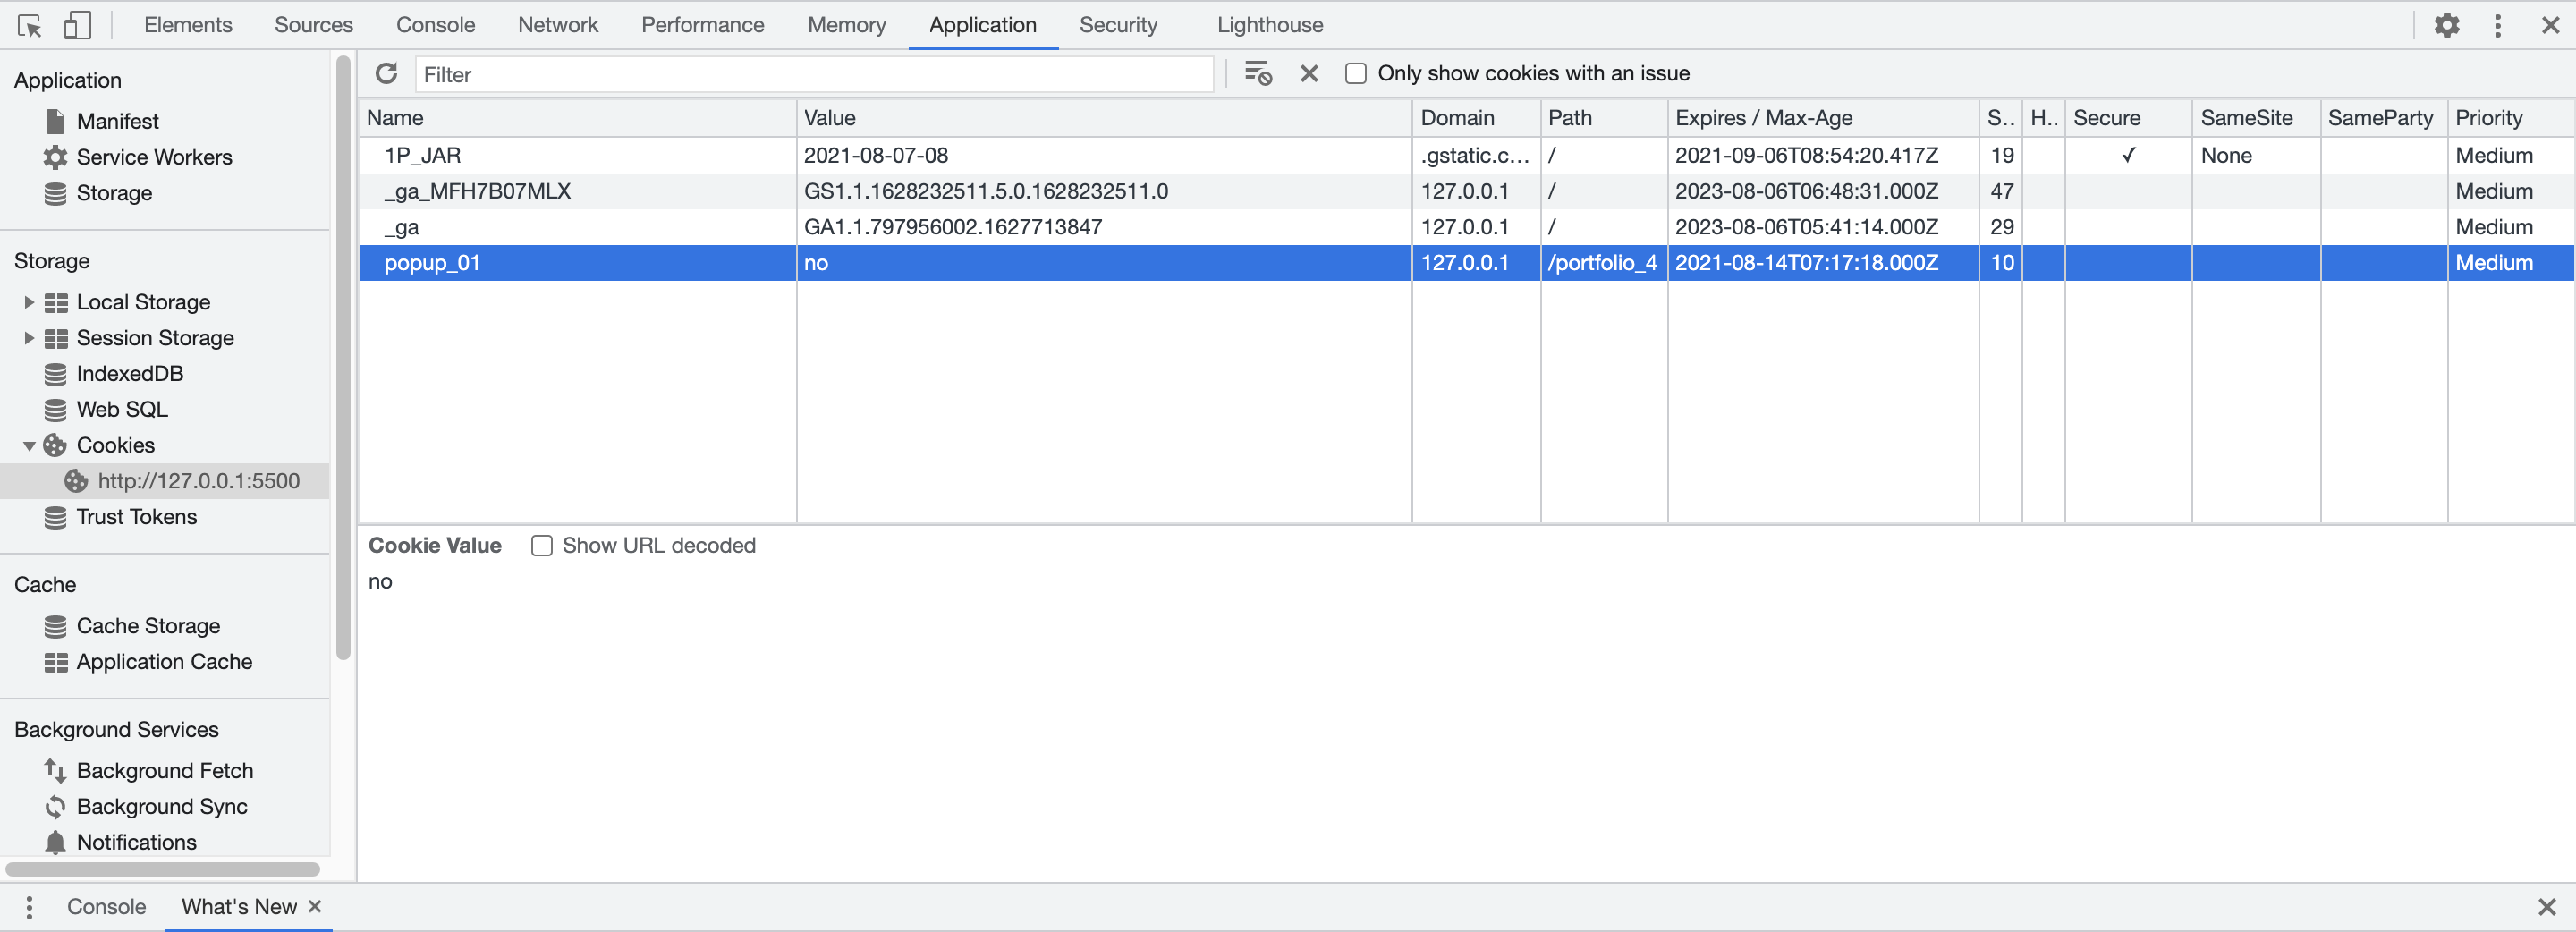 Elements Sources Console Network Performance Memory Application Security Lighthouse
Application
Manifest
Service Workers
Storage
Storage
Local Storage
Session Storage
IndexedDB
Web SQL
Cookies
http://127.0.0.1:5500
Trust Tokens
Cache
Cache Storage
Application Cache
Background Services
Background Fetch
Background Sync
Notifications
Filter Only show cookies with an issue
Name Value Domain Path Expires / Max-Age S.. H.. Secure SameSite SameParty Priority
1P_JAR 2021-08-07-08 .gstatic.c… / 2021-09-06T08:54:20.417Z 19 ✓ None Medium
_ga_MFH7B07MLX GS1.1.1628232511.5.0.1628232511.0 127.0.0.1 / 2023-08-06T06:48:31.000Z 47 Medium
_ga GA1.1.797956002.1627713847 127.0.0.1 / 2023-08-06T05:41:14.000Z 29 Medium
popup_01 no 127.0.0.1 /portfolio_4 2021-08-14T07:17:18.000Z 10 Medium
Cookie Value Show URL decoded
no
Console What's New